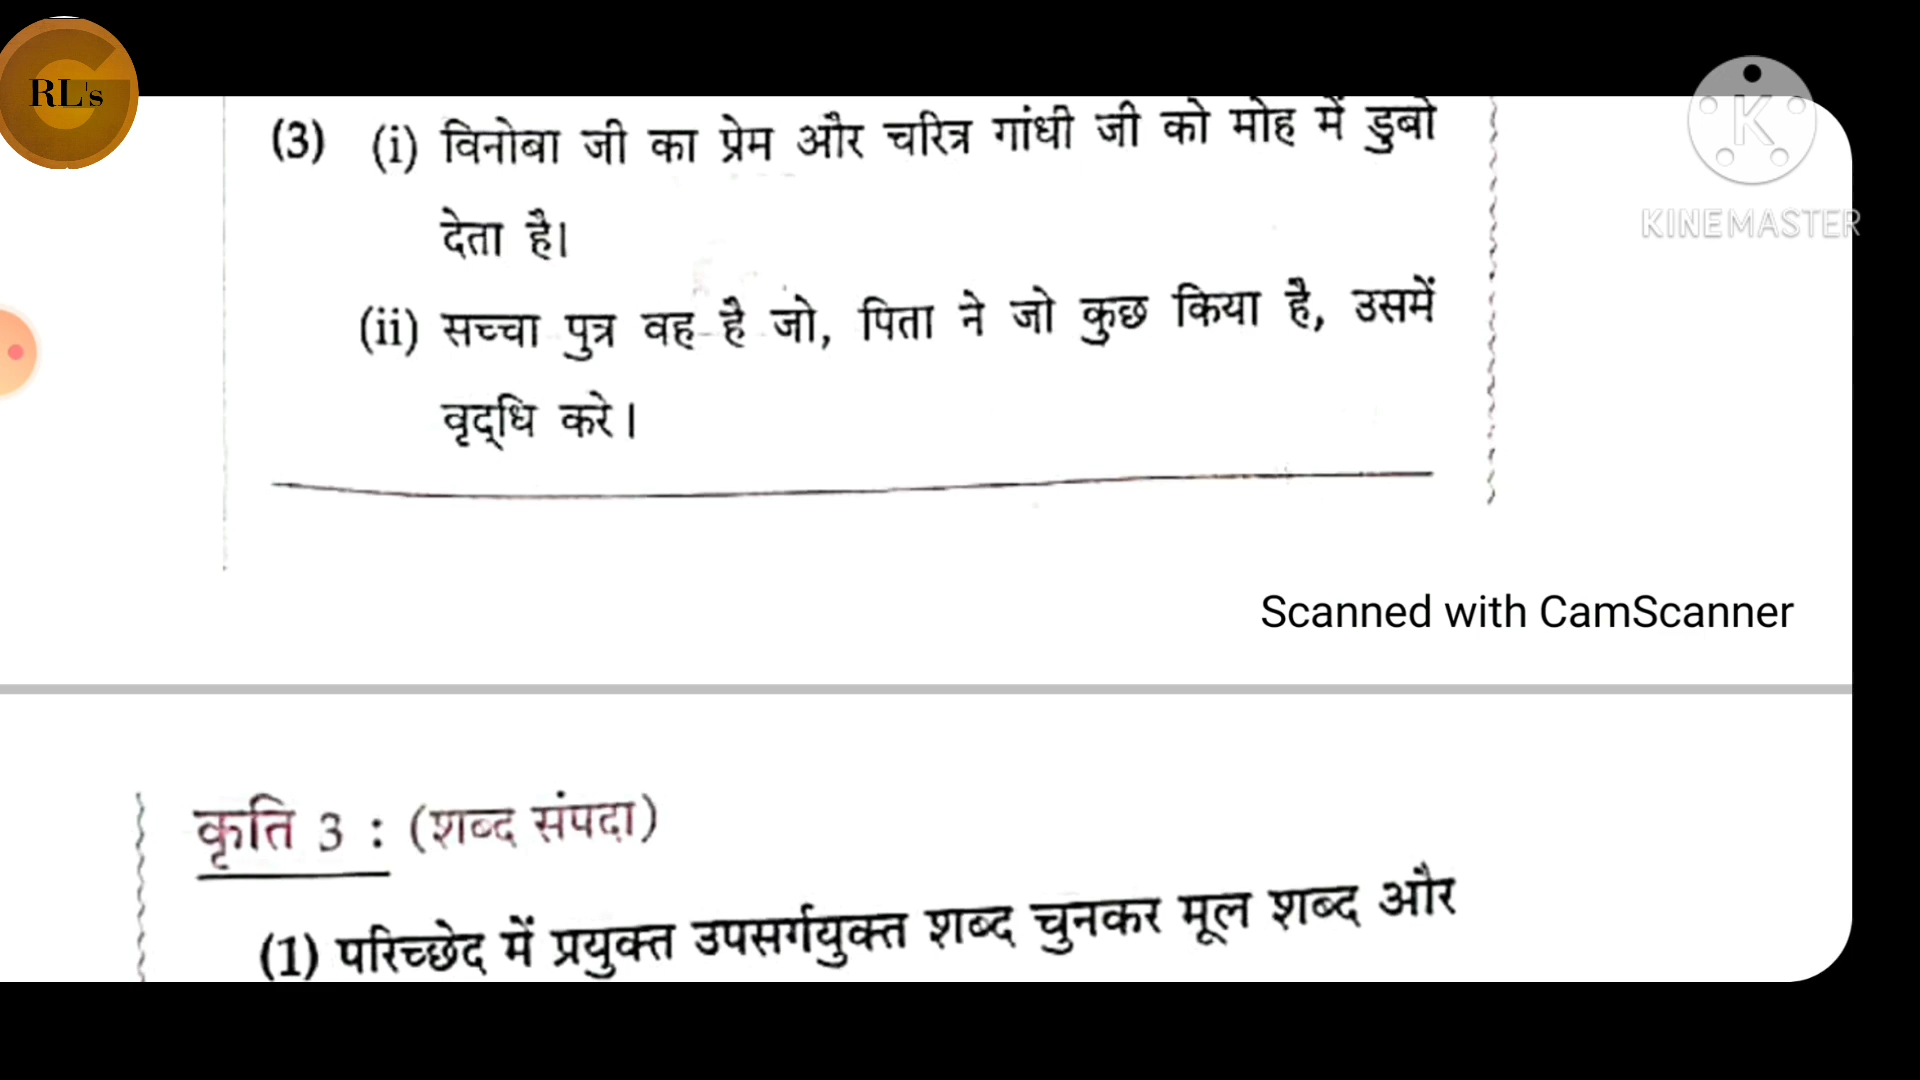 RL's
KINEMASTER
(3) (i) विनोबा जी का प्रेम और चरित्र गांधी जी को मोह में डुबो
देता है।
(ii) सच्चा पुत्र वह है जो, पिता ने जो कुछ किया है, उसमें
वृद्‌धि करे।
Scanned with CamScanner
कृति 3 : (शब्द संपदा)
(1) परिच्छेद में प्रयुक्त उपसर्गयुक्त शब्द चुनकर मूल शब्द और